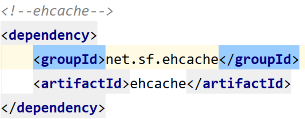 <!--ehcache-->
<dependency>
<groupId>net.sf.ehcache</groupId>
<artifactId>ehcache</artifactId>
</dependency>